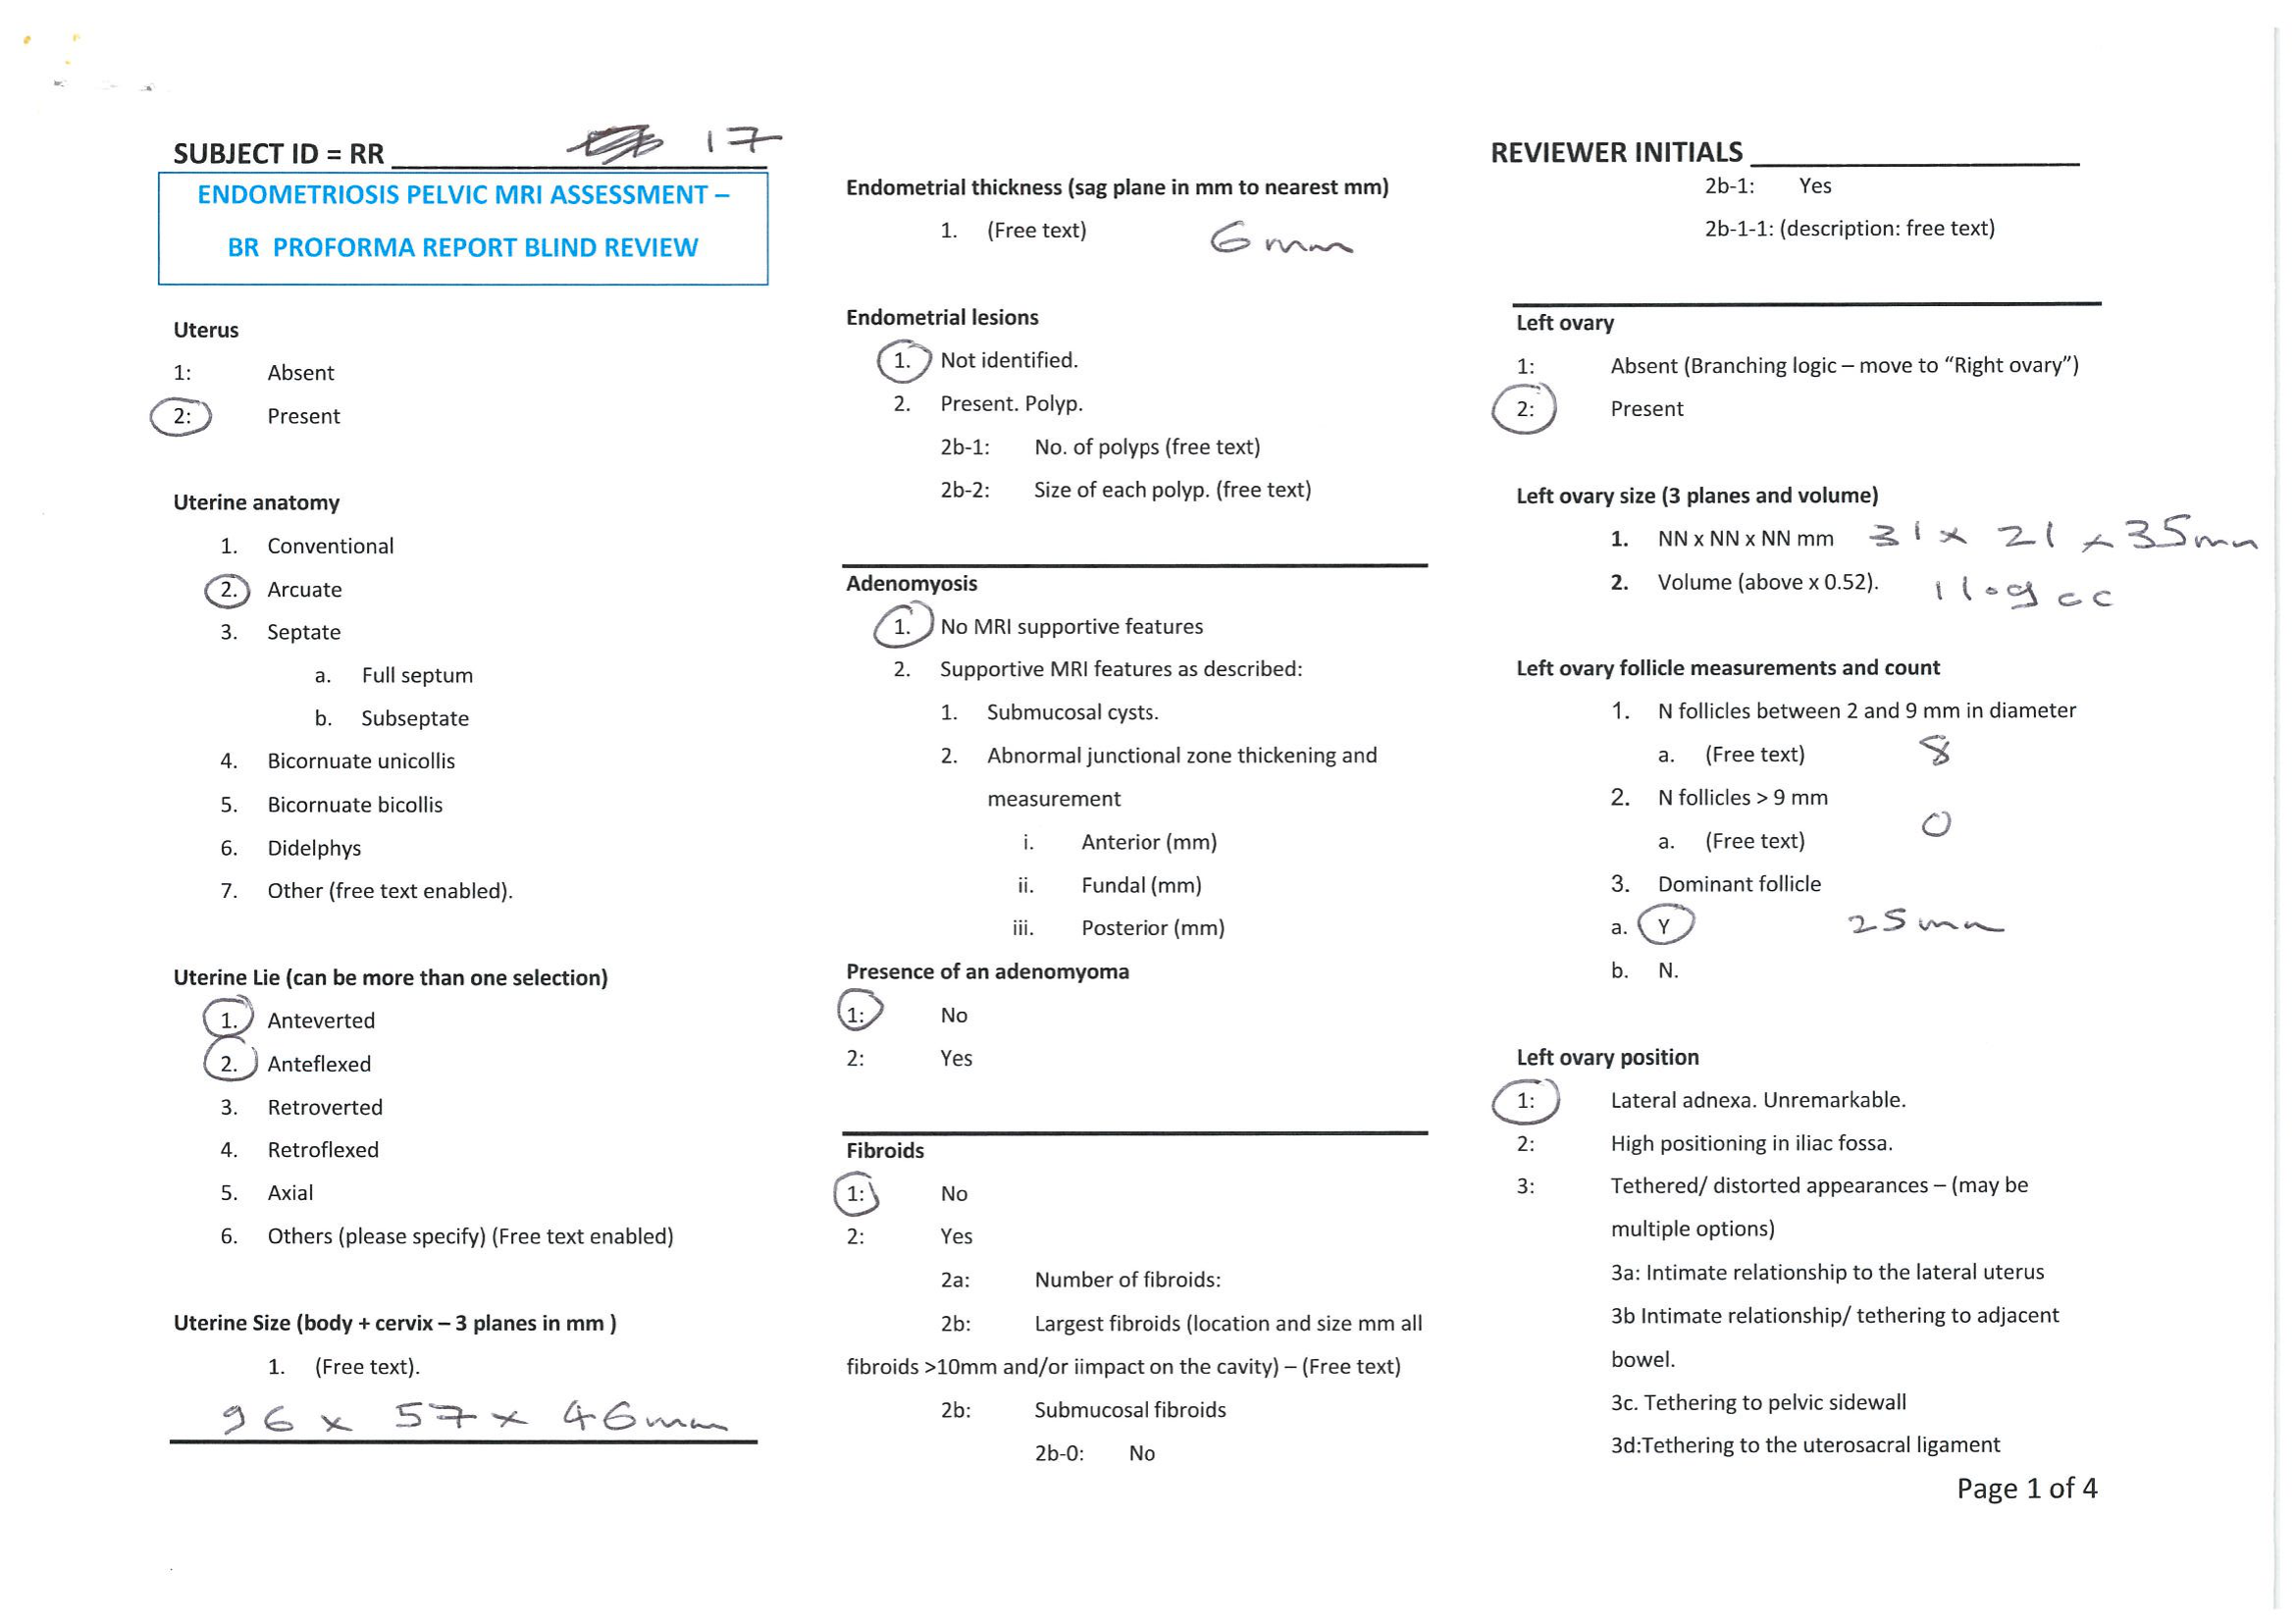 SUBJECT ID = RR 17
ENDOMETRIOSIS PELVIC MRI ASSESSMENT –
BR PROFORMA REPORT BLIND REVIEW
Uterus
1: Absent
2: Present
Uterine anatomy
1. Conventional
2. Arcuate
3. Septate
a. Full septum
b. Subseptate
4. Bicornuate unicollis
5. Bicornuate bicollis
6. Didelphys
7. Other (free text enabled).
Uterine Lie (can be more than one selection)
1. Anteverted
2. Anteflexed
3. Retroverted
4. Retroflexed
5. Axial
6. Others (please specify) (Free text enabled)
Uterine Size (body + cervix – 3 planes in mm )
1. (Free text).
96 x 57 x 46mm
Endometrial thickness (sag plane in mm to nearest mm)
1. (Free text) 6mm
Endometrial lesions
1. Not identified.
2. Present. Polyp.
2b-1: No. of polyps (free text)
2b-2: Size of each polyp. (free text)
Adenomyosis
1. No MRI supportive features
2. Supportive MRI features as described:
1. Submucosal cysts.
2. Abnormal junctional zone thickening and
measurement
i. Anterior (mm)
ii. Fundal (mm)
iii. Posterior (mm)
Presence of an adenomyoma
1: No
2: Yes
Fibroids
1: No
2: Yes
2a: Number of fibroids:
2b: Largest fibroids (location and size mm all
fibroids >10mm and/or iimpact on the cavity) – (Free text)
2b: Submucosal fibroids
2b-0: No
REVIEWER INITIALS
2b-1: Yes
2b-1-1: (description: free text)
Left ovary
1: Absent (Branching logic – move to “Right ovary”)
2: Present
Left ovary size (3 planes and volume)
1. NN x NN x NN mm 31 x 21 x 35mm
2. Volume (above x 0.52). 11.9 cc
Left ovary follicle measurements and count
1. N follicles between 2 and 9 mm in diameter
a. (Free text) 8
2. N follicles > 9 mm
a. (Free text) 0
3. Dominant follicle
a. Y 25mm
b. N.
Left ovary position
1: Lateral adnexa. Unremarkable.
2: High positioning in iliac fossa.
3: Tethered/ distorted appearances – (may be
multiple options)
3a: Intimate relationship to the lateral uterus
3b Intimate relationship/ tethering to adjacent
bowel.
3c. Tethering to pelvic sidewall
3d:Tethering to the uterosacral ligament
Page 1 of 4